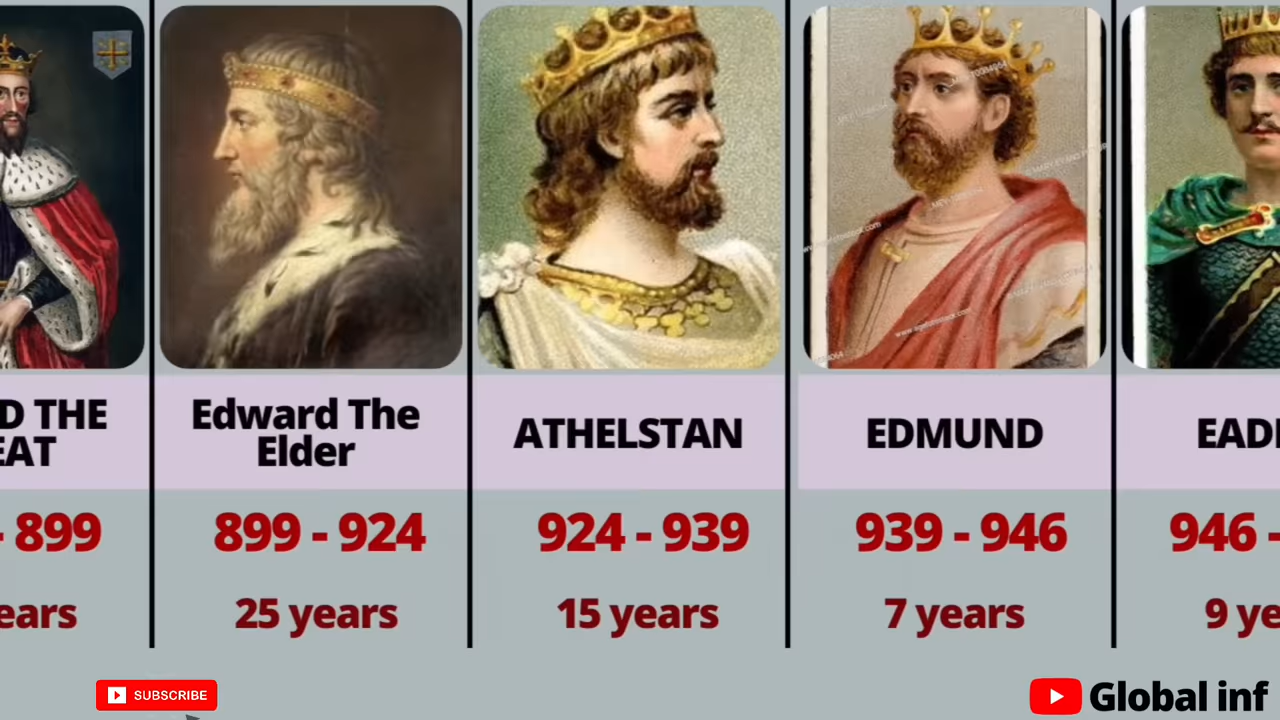 D THE
EAT
- 899
ears
Edward The
Elder
899 - 924
25 years
ATHELSTAN
924 - 939
15 years
EDMUND
939 - 946
7 years
EAD
946 -
9 ye
SUBSCRIBE
Global inf